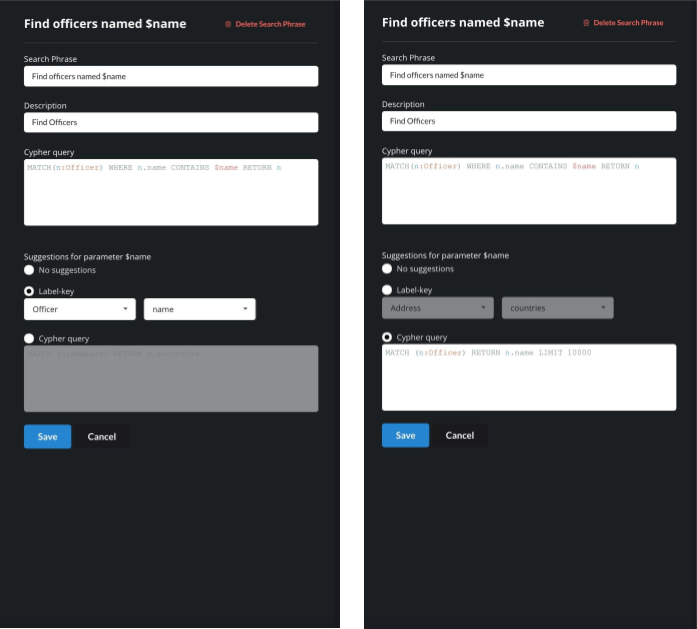 Find officers named $name
Delete Search Phrase
Search Phrase
Find officers named $name
Description
Find Officers
Cypher query
MATCH(n:Officer) WHERE n.name CONTAINS $name RETURN n
Suggestions for parameter $name
No suggestions
Label-key
Officer
name
Cypher query
MATCH (n:Address) RETURN n.countries
Save
Cancel
Find officers named $name
Delete Search Phrase
Search Phrase
Find officers named $name
Description
Find Officers
Cypher query
MATCH(n:Officer) WHERE n.name CONTAINS $name RETURN n
Suggestions for parameter $name
No suggestions
Label-key
Address
countries
Cypher query
MATCH (n:Officer) RETURN n.name LIMIT 10000
Save
Cancel